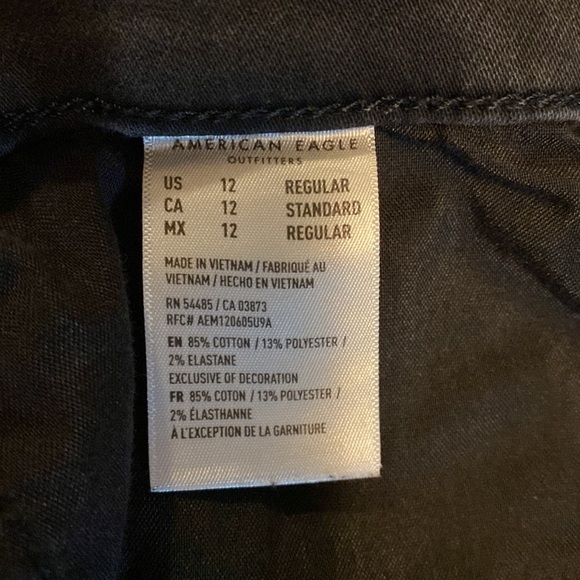 AMERICAN EAGLE
OUTFITTERS
US 12 REGULAR
CA 12 STANDARD
MX 12 REGULAR
MADE IN VIETNAM / FABRIQUÉ AU
VIETNAM / HECHO EN VIETNAM
RN 54485 / CA 03873
RFC# AEM120605U9A
EN 85% COTTON / 13% POLYESTER /
2% ELASTANE
EXCLUSIVE OF DECORATION
FR 85% COTON / 13% POLYESTER /
2% ÉLASTHANNE
À L'EXCEPTION DE LA GARNITURE